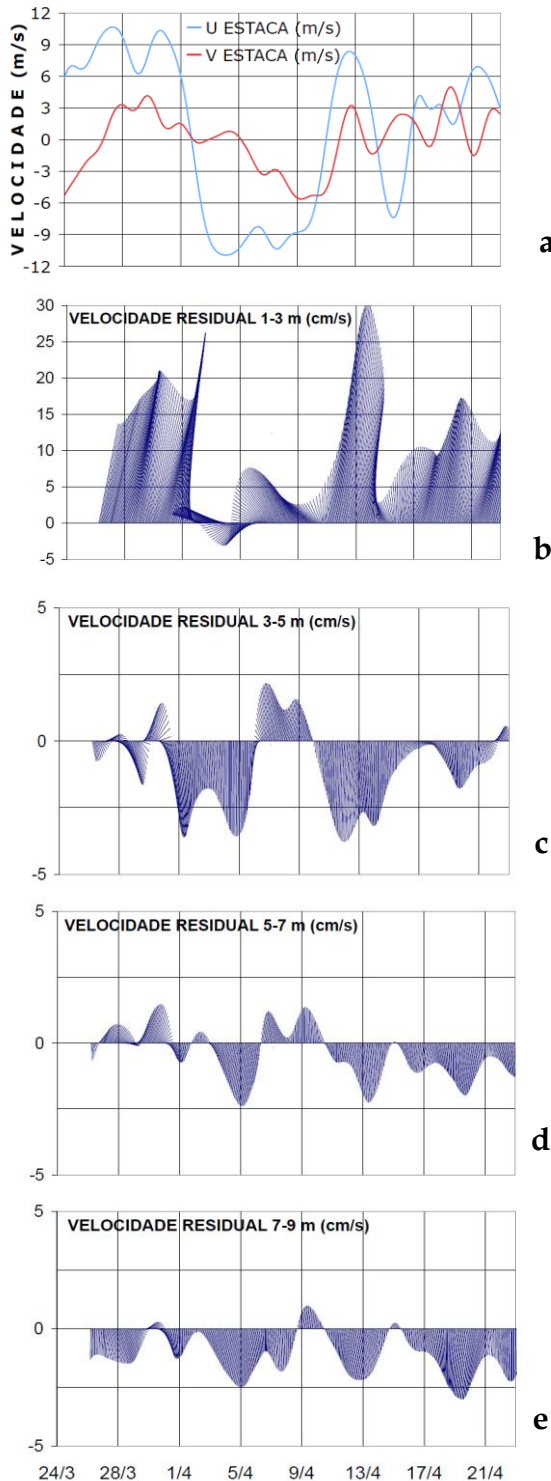 12
9
6
3
0
-3
-6
-9
-12
VELOCIDADE (m/s)
U ESTACA (m/s)
V ESTACA (m/s)
a
30
25
20
15
10
5
0
-5
VELOCIDADE RESIDUAL 1-3 m (cm/s)
b
5
0
-5
VELOCIDADE RESIDUAL 3-5 m (cm/s)
c
5
0
-5
VELOCIDADE RESIDUAL 5-7 m (cm/s)
d
5
0
-5
VELOCIDADE RESIDUAL 7-9 m (cm/s)
e
24/3 28/3 1/4 5/4 9/4 13/4 17/4 21/4